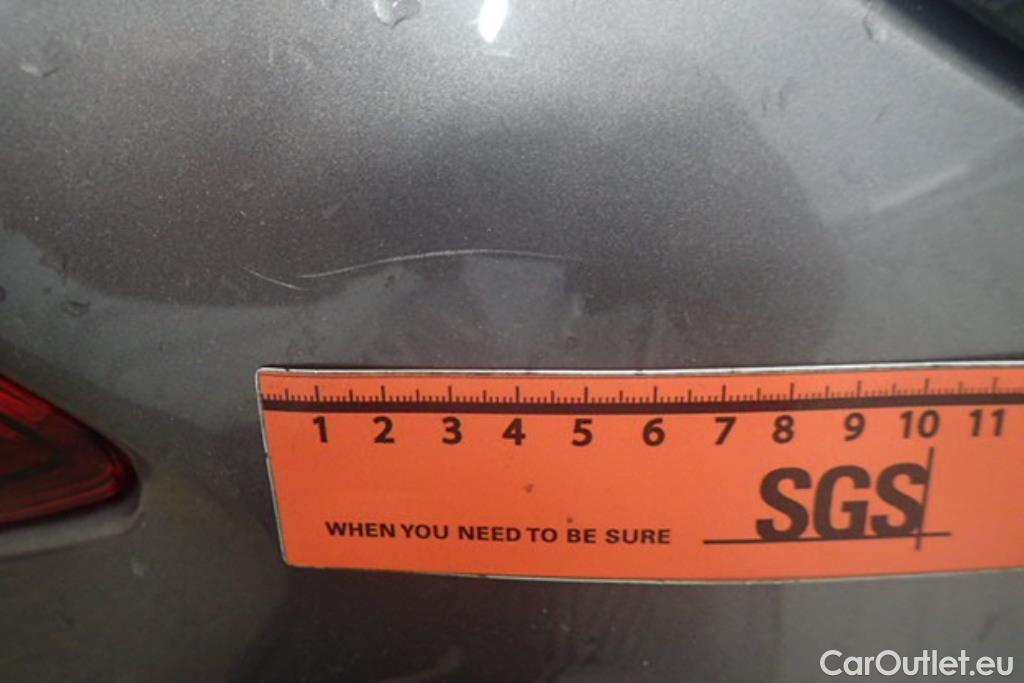 1 2 3 4 5 6 7 8 9 10 11
SGS
WHEN YOU NEED TO BE SURE
CarOutlet.eu